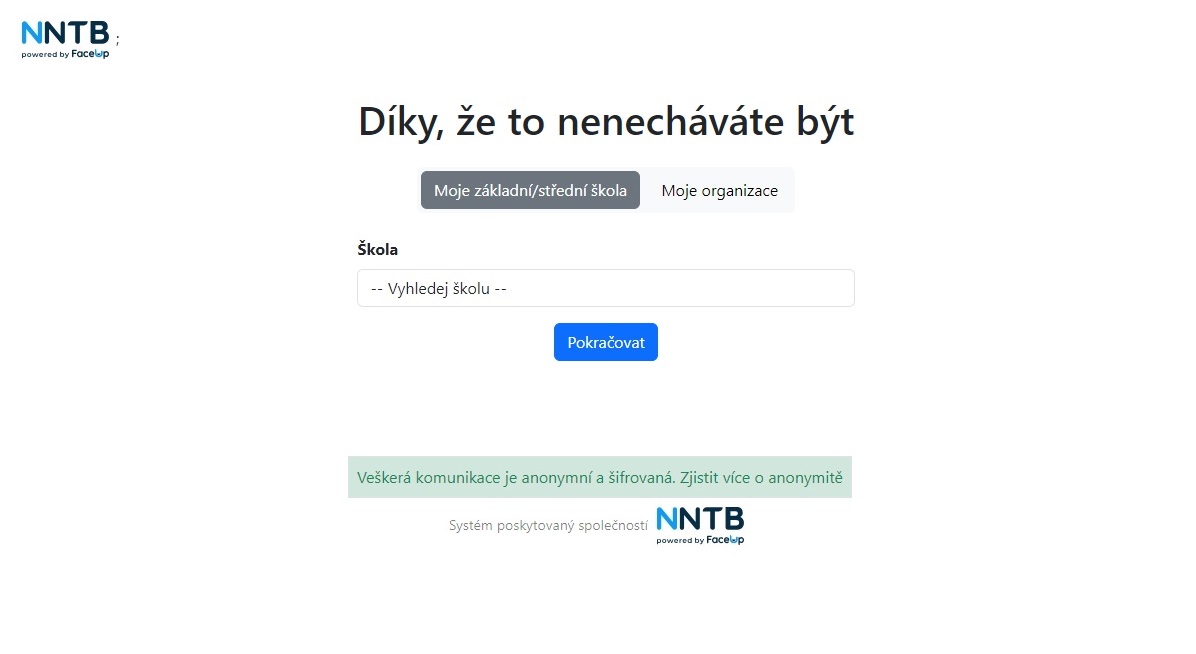 NNTB ;
powered by FaceUp
Díky, že to nenecháváte být
Moje základní/střední škola Moje organizace
Škola
-- Vyhledej školu --
Pokračovat
Veškerá komunikace je anonymní a šifrovaná. Zjistit více o anonymitě
Systém poskytovaný společností NNTB
powered by FaceUp